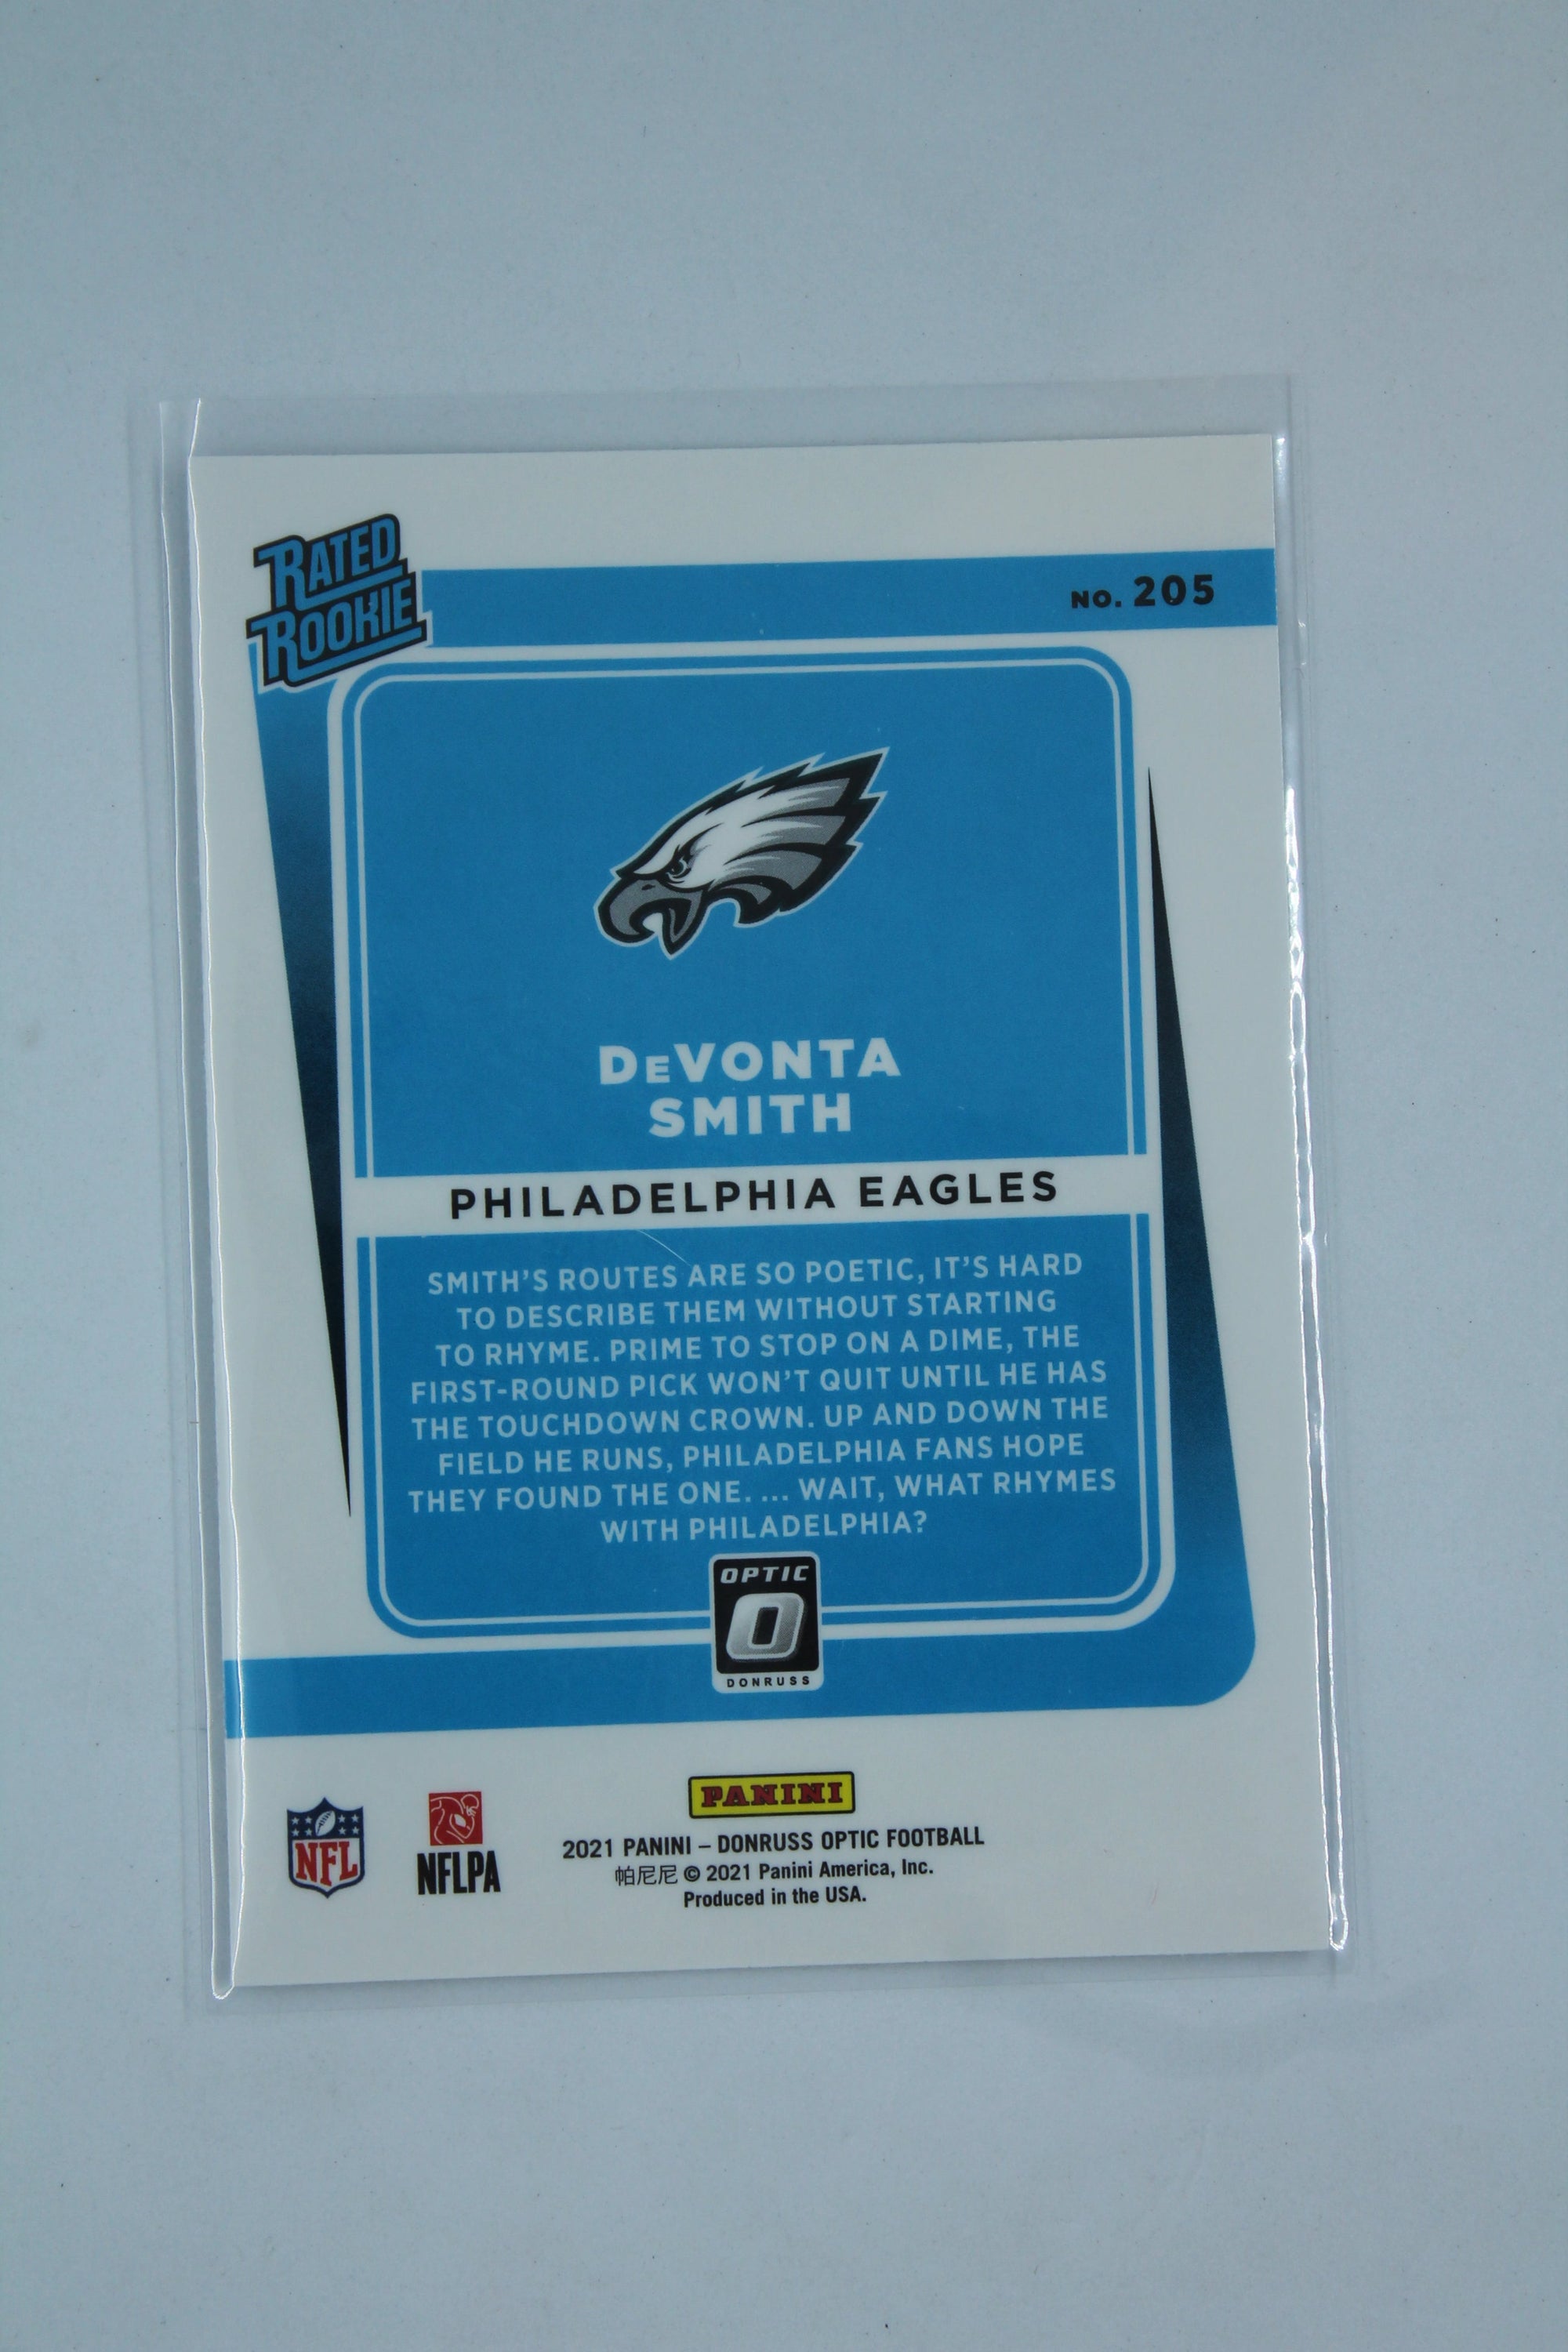 RATED
ROOKIE
NO. 205
DeVONTA
SMITH
PHILADELPHIA EAGLES
SMITH'S ROUTES ARE SO POETIC, IT'S HARD
TO DESCRIBE THEM WITHOUT STARTING
TO RHYME. PRIME TO STOP ON A DIME, THE
FIRST-ROUND PICK WON'T QUIT UNTIL HE HAS
THE TOUCHDOWN CROWN. UP AND DOWN THE
FIELD HE RUNS, PHILADELPHIA FANS HOPE
THEY FOUND THE ONE. ... WAIT, WHAT RHYMES
WITH PHILADELPHIA?
OPTIC
O
DONRUSS
NFL
NFLPA
PANINI
2021 PANINI – DONRUSS OPTIC FOOTBALL
帕尼尼 © 2021 Panini America, Inc.
Produced in the USA.